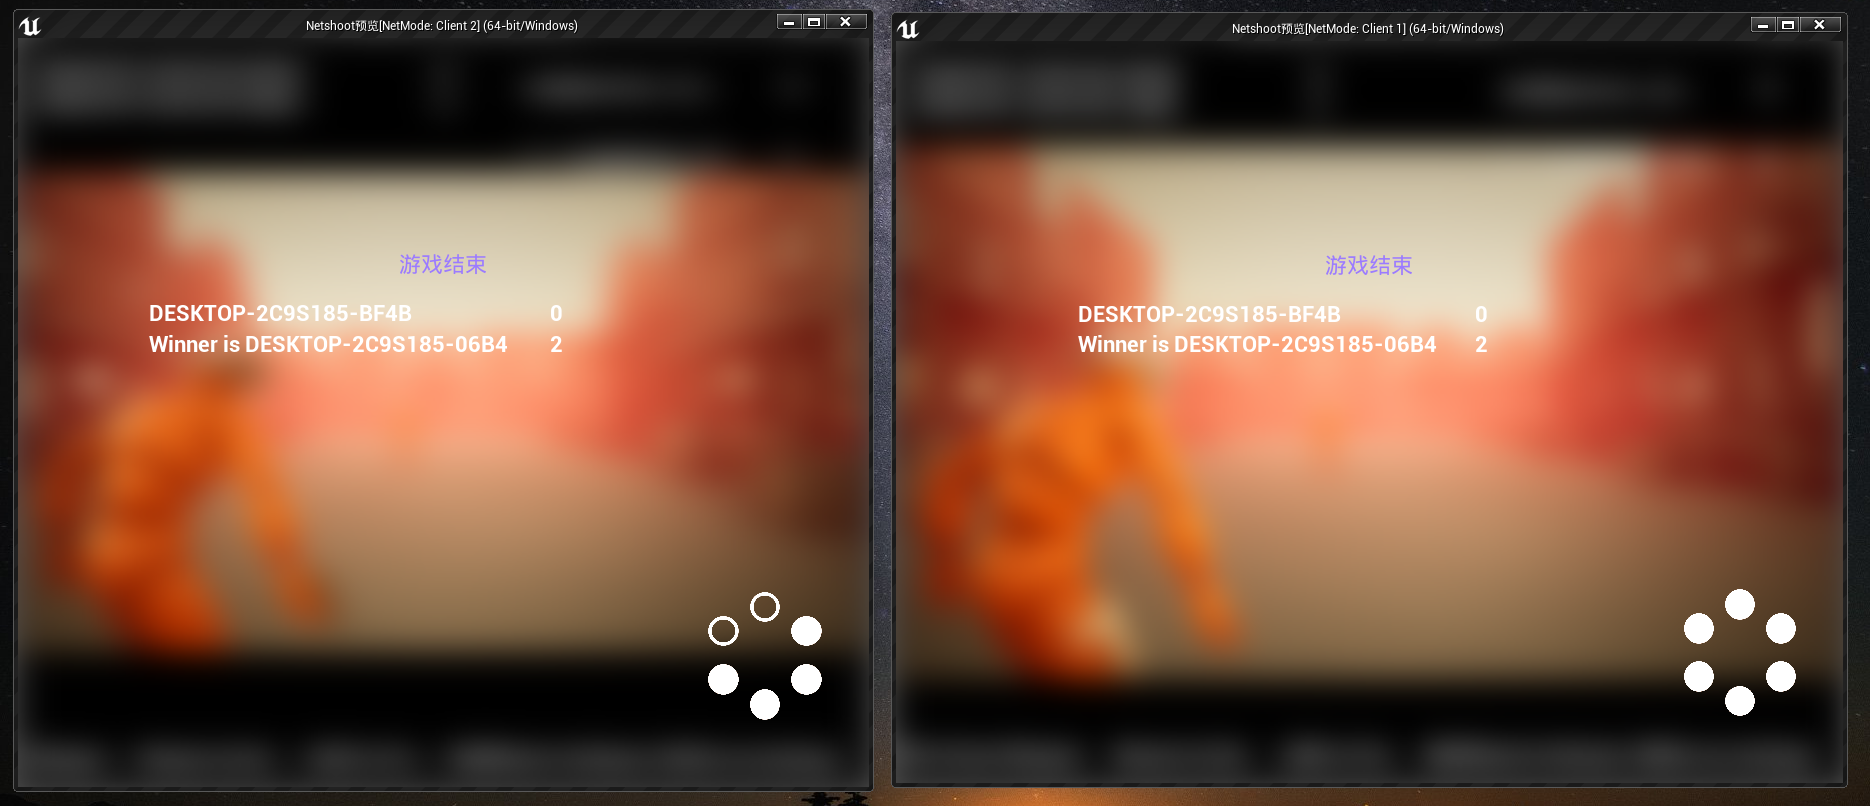 Netshoot预览[NetMode: Client 2] (64-bit/Windows)
游戏结束
DESKTOP-2C9S185-BF4B 0
Winner is DESKTOP-2C9S185-06B4 2
Netshoot预览[NetMode: Client 1] (64-bit/Windows)
游戏结束
DESKTOP-2C9S185-BF4B 0
Winner is DESKTOP-2C9S185-06B4 2